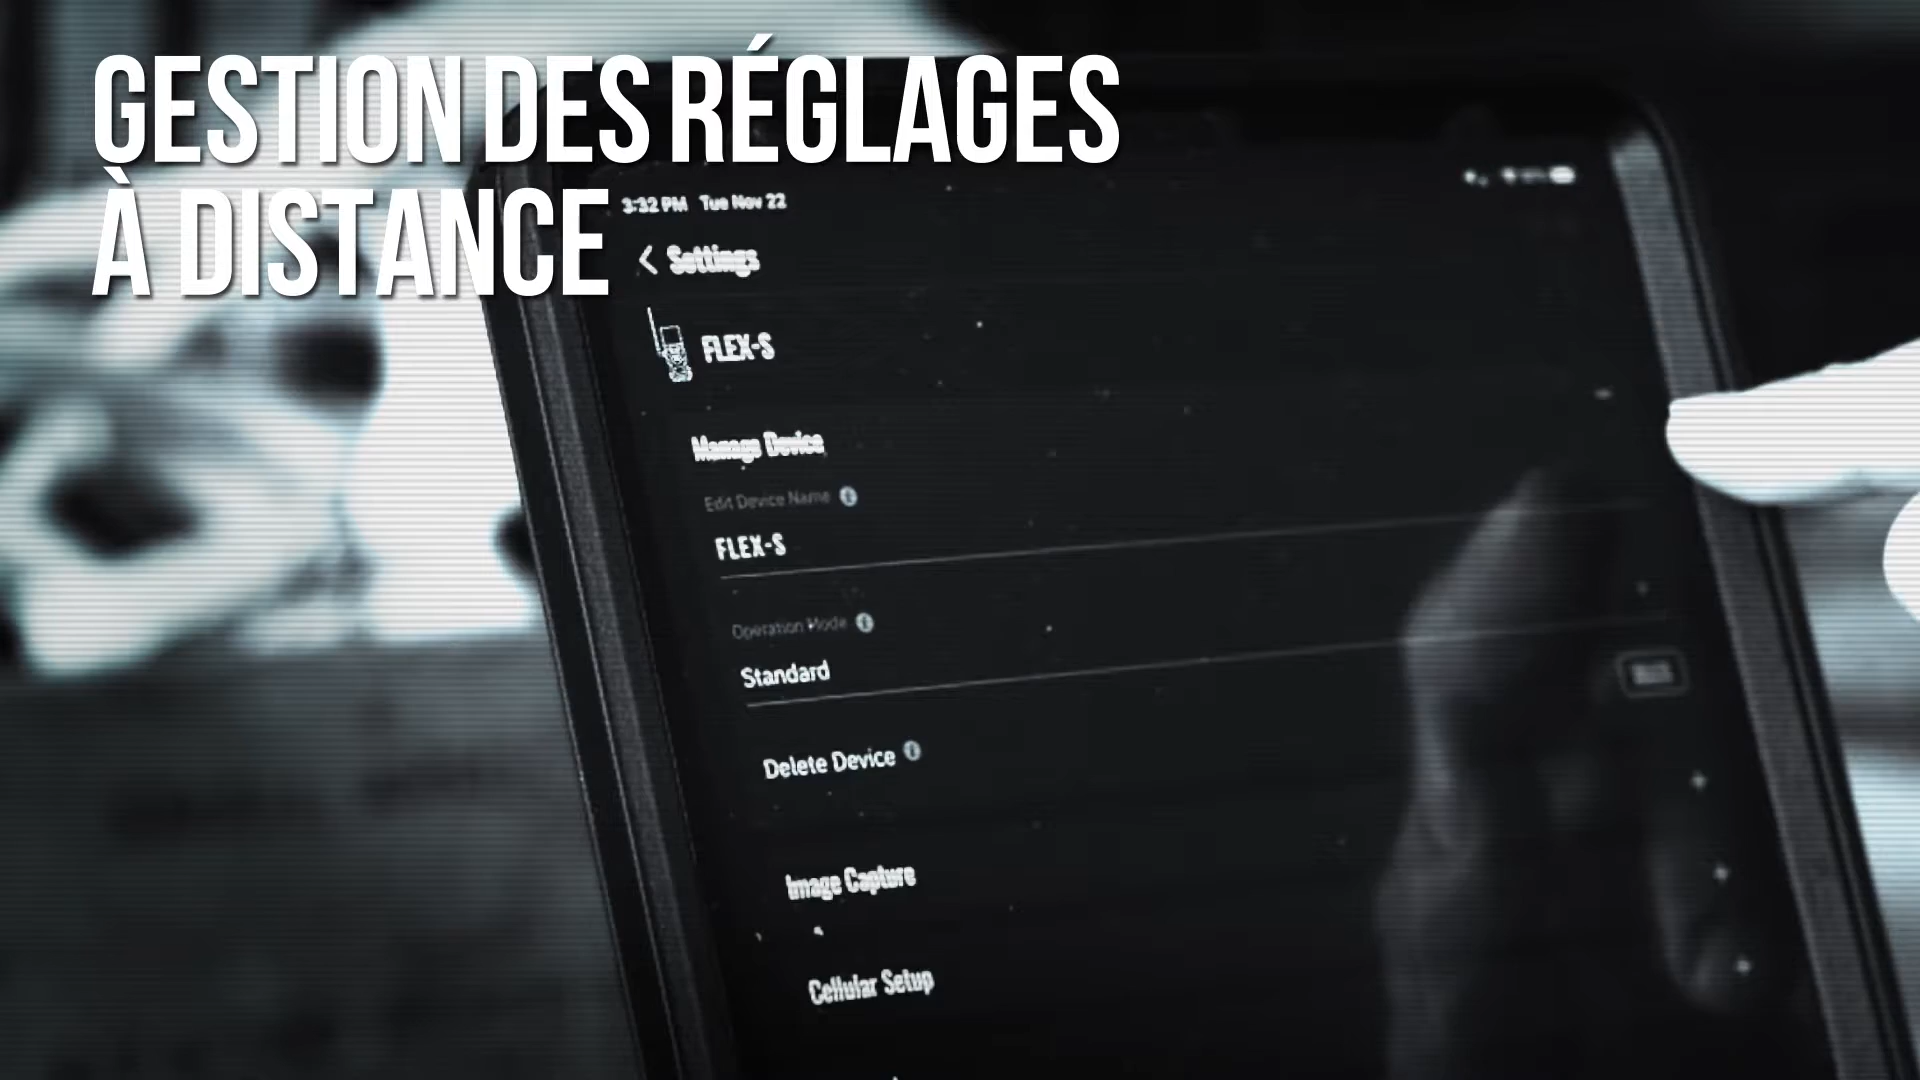 GESTION DES RÉGLAGES
À DISTANCE
3:32 PM Tue Nov 22
Settings
FLEX-S
Manage Device
Edit Device Name
FLEX-S
Operation Mode
Standard
Delete Device
Image Capture
Cellular Setup